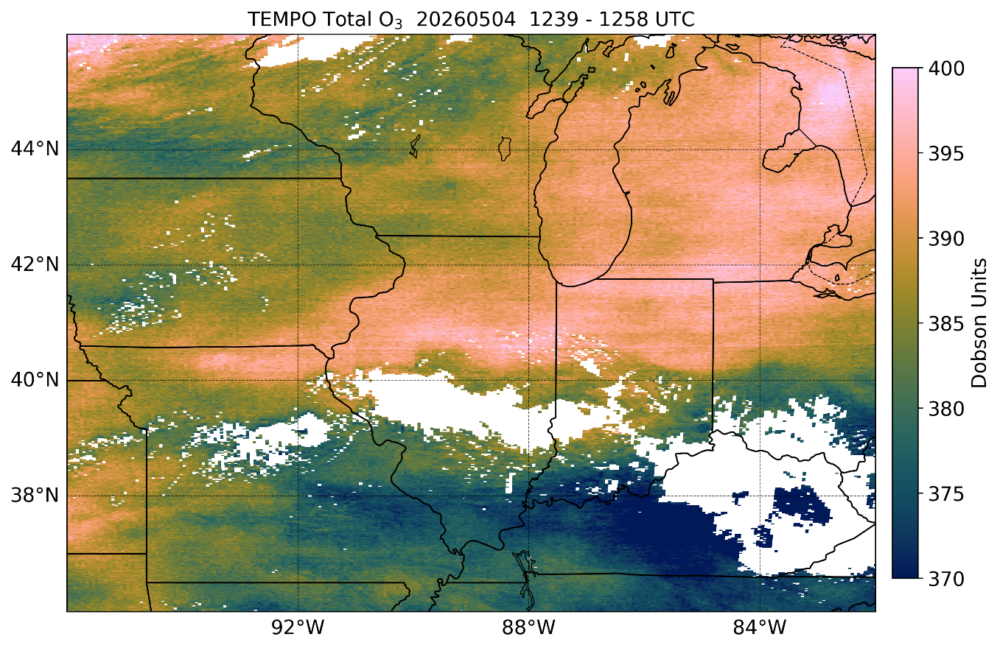 TEMPO Total O₃ 20260504 1239 - 1258 UTC
44°N
42°N
40°N
38°N
92°W
88°W
84°W
400
395
390
385
380
375
370
Dobson Units